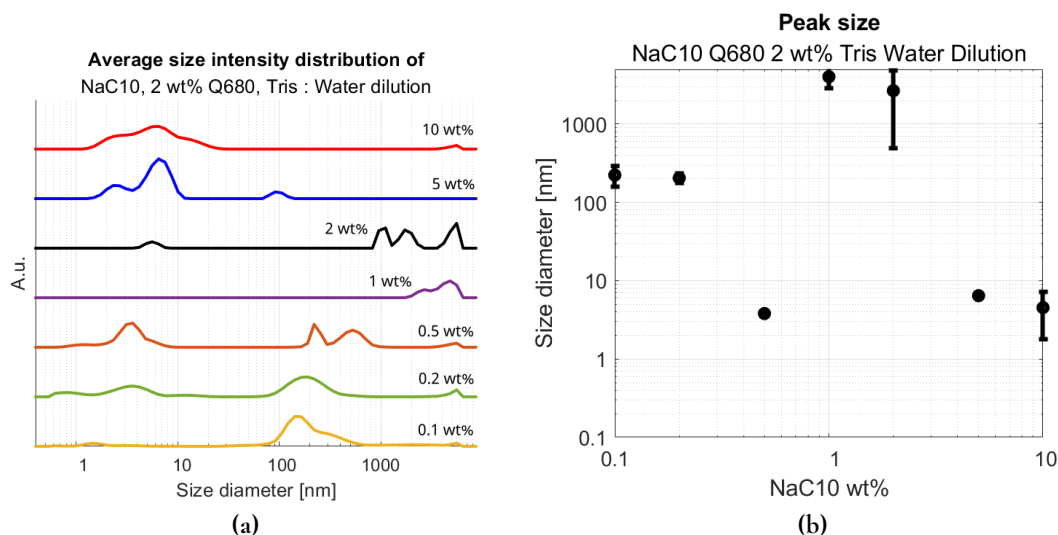 Average size intensity distribution of
NaC10, 2 wt% Q680, Tris : Water dilution
10 wt%
5 wt%
2 wt%
1 wt%
0.5 wt%
0.2 wt%
0.1 wt%
A.u.
1 10 100 1000
Size diameter [nm]
(a)
Peak size
NaC10 Q680 2 wt% Tris Water Dilution
1000
100
10
1
0.1
Size diameter [nm]
0.1 1 10
NaC10 wt%
(b)